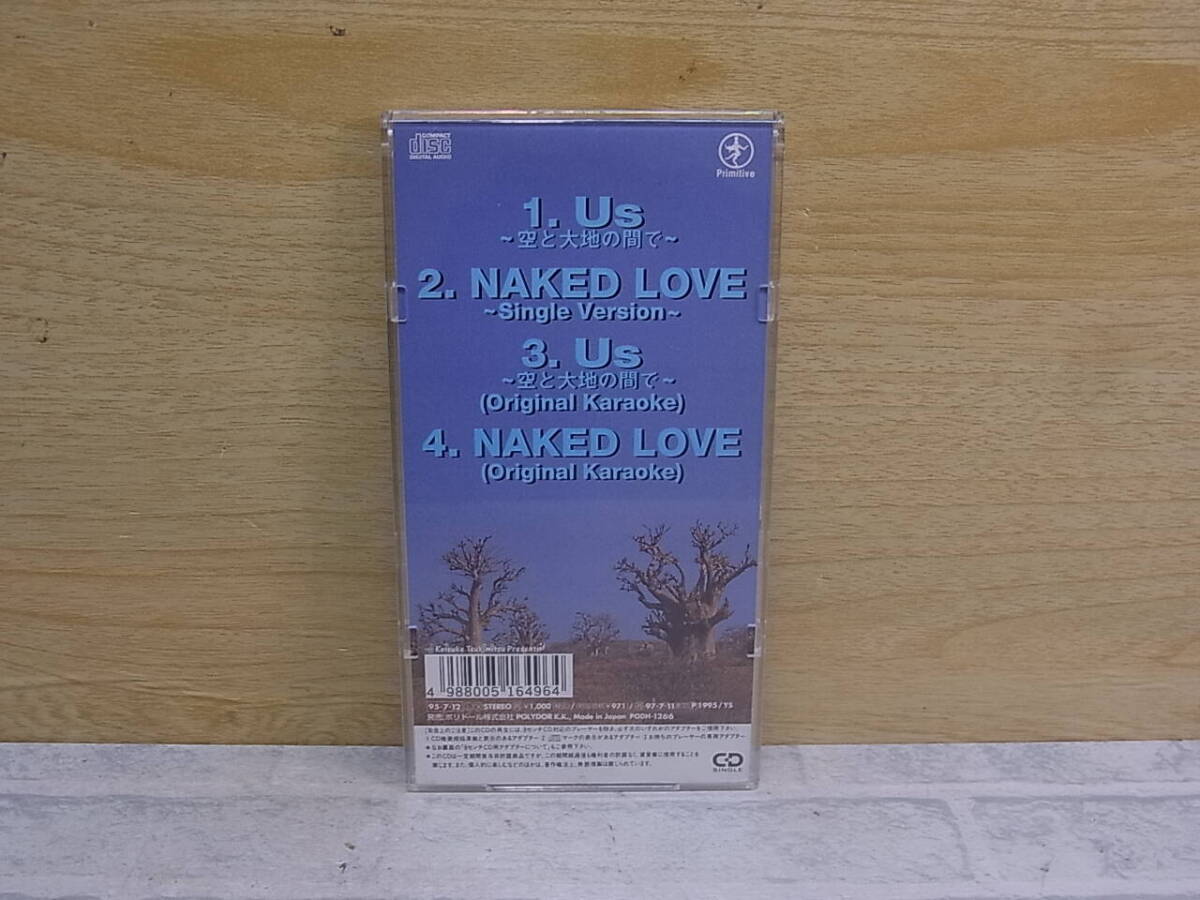 COMPACT
disc
DIGITAL AUDIO
Primitive
1. Us
~空と大地の間で~
2. NAKED LOVE
~Single Version~
3. Us
~空と大地の間で~
(Original Karaoke)
4. NAKED LOVE
(Original Karaoke)
4 988005 164964
95・7・12 STEREO ¥1,000 ¥971 97・7・11 P1995/YS
発売:ポリドール株式会社 POLYDOR K.K., Made in Japan PODH-1266
CD
SINGLE